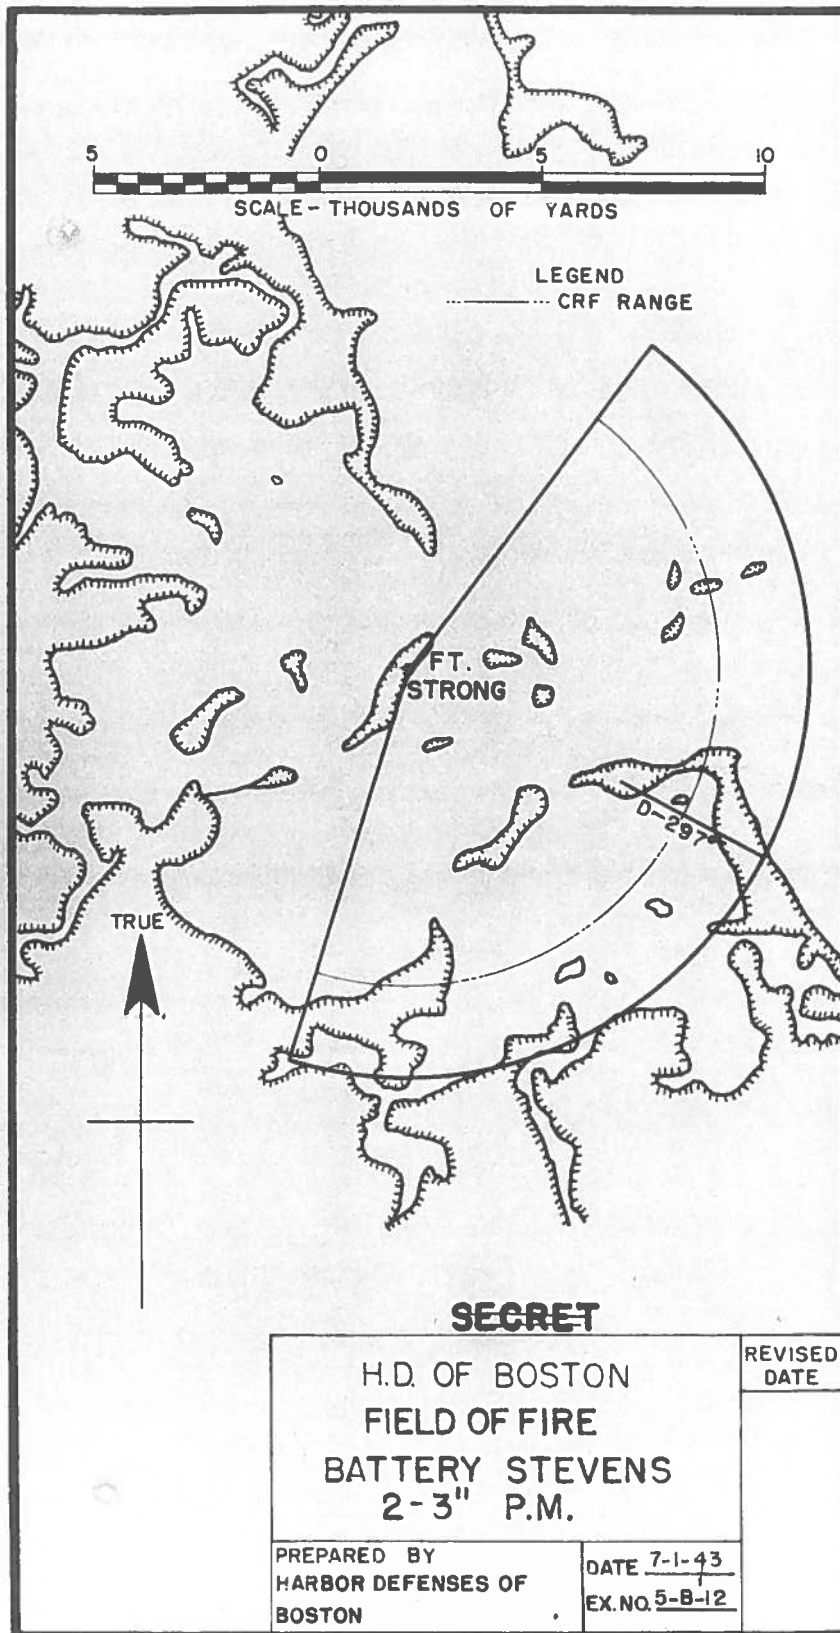 5 0 5 10
SCALE-THOUSANDS OF YARDS
LEGEND
CRF RANGE
FT.
STRONG
D-297°
TRUE
SECRET
H.D. OF BOSTON
FIELD OF FIRE
BATTERY STEVENS
2-3" P.M.
REVISED
DATE
PREPARED BY
HARBOR DEFENSES OF
BOSTON
DATE 7-1-43
EX.NO. 5-B-12